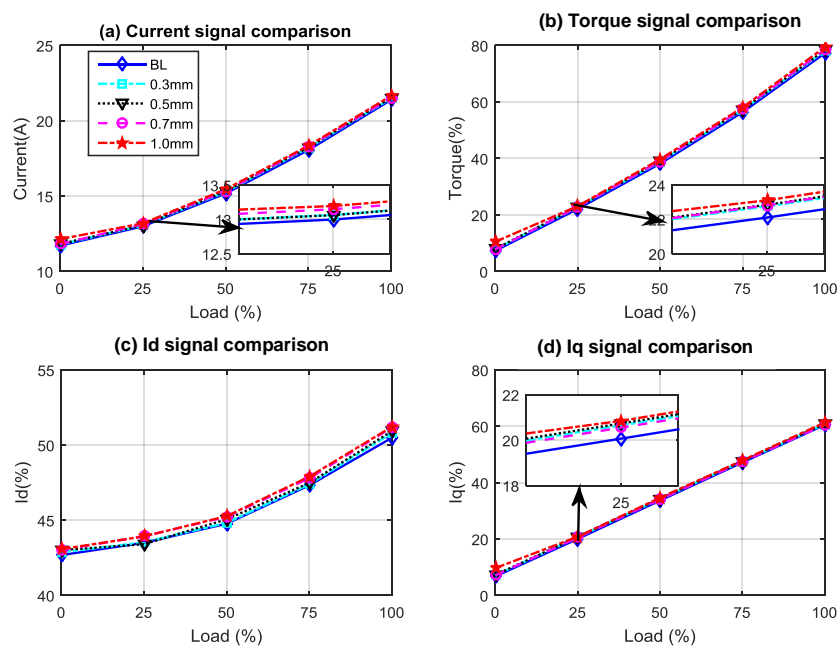 (a) Current signal comparison
25
20
15
10
Current(A)
BL
0.3mm
0.5mm
0.7mm
1.0mm
13.5
13
12.5
25
0 25 50 75 100
Load (%)
(b) Torque signal comparison
80
60
40
20
0
Torque(%)
24
22
20
25
0 25 50 75 100
Load (%)
(c) Id signal comparison
55
50
45
40
Id(%)
0 25 50 75 100
Load (%)
(d) Iq signal comparison
80
60
40
20
0
Iq(%)
22
20
18
25
0 25 50 75 100
Load (%)